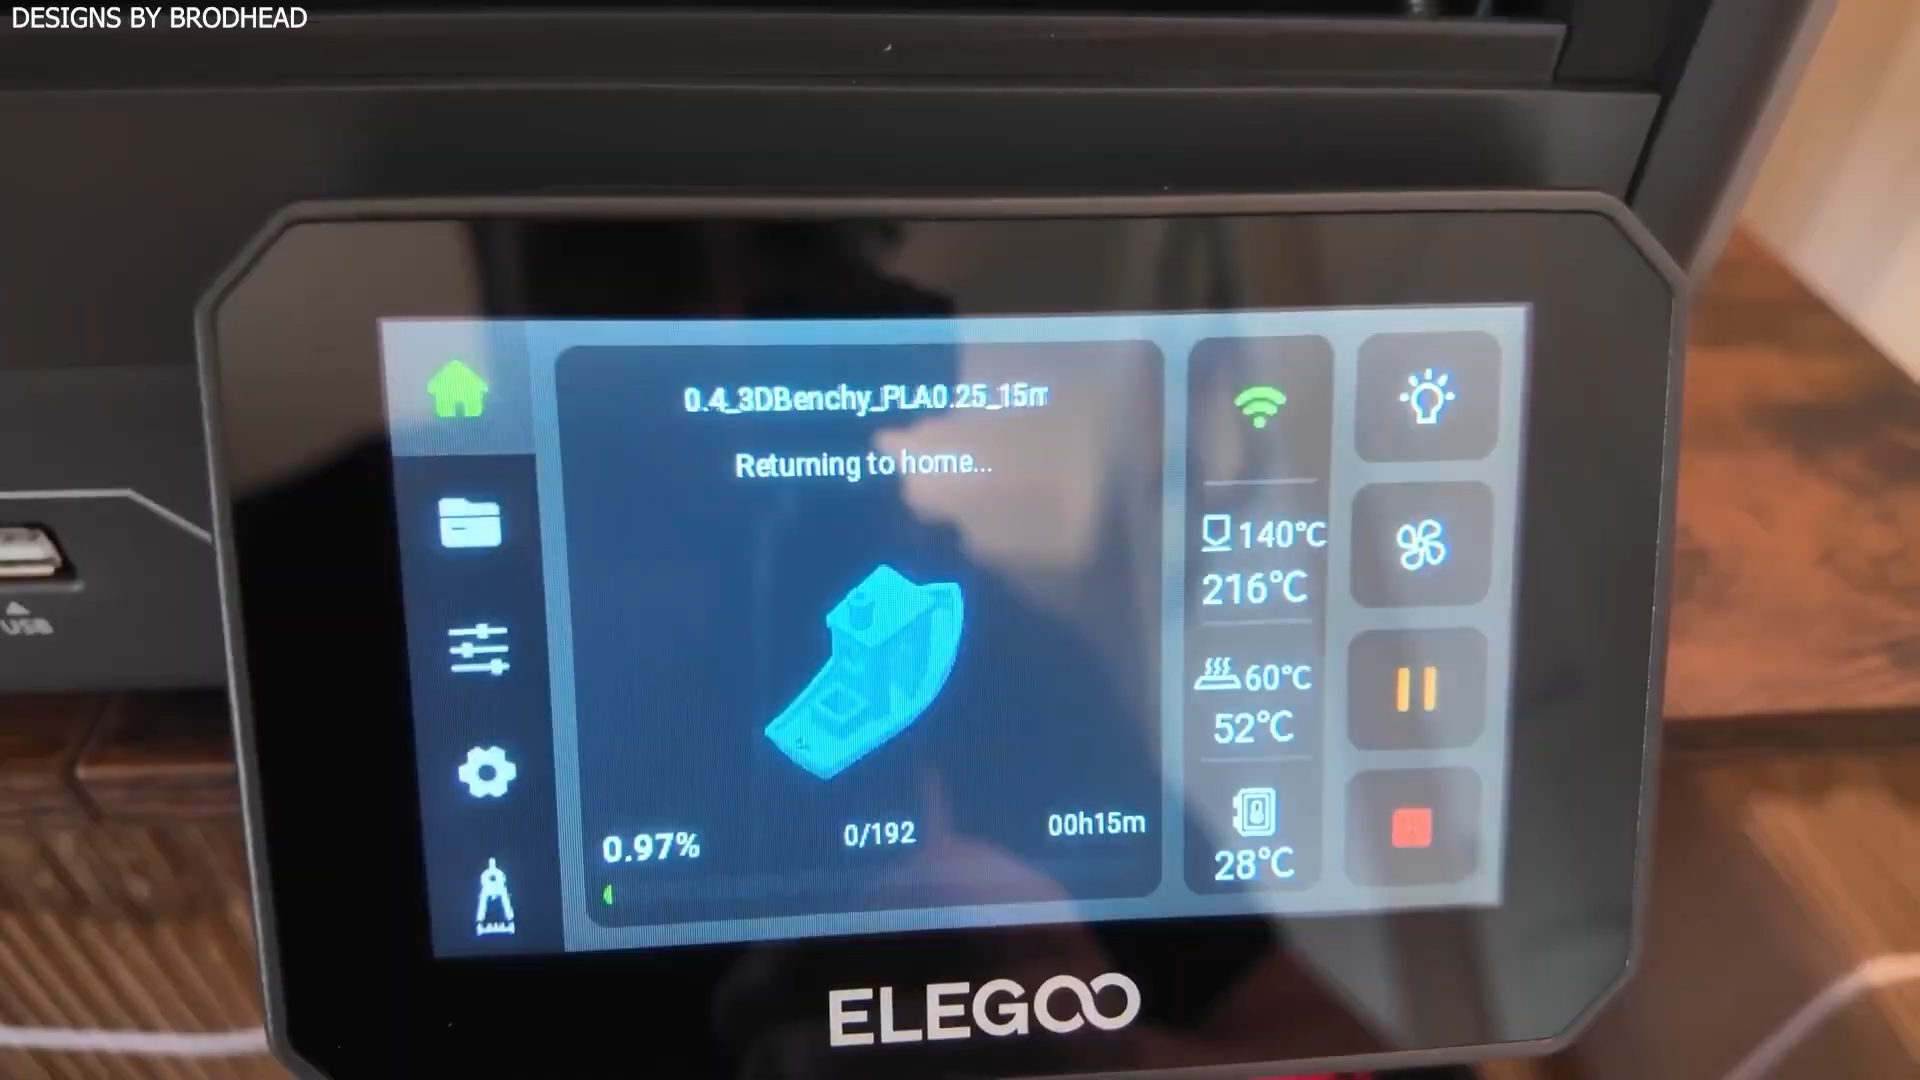 DESIGNS BY BRODHEAD
0.4_3DBenchy_PLA0.25_15m
Returning to home...
140°C
216°C
60°C
52°C
28°C
0.97%
0/192
00h15m
USB
ELEGOO